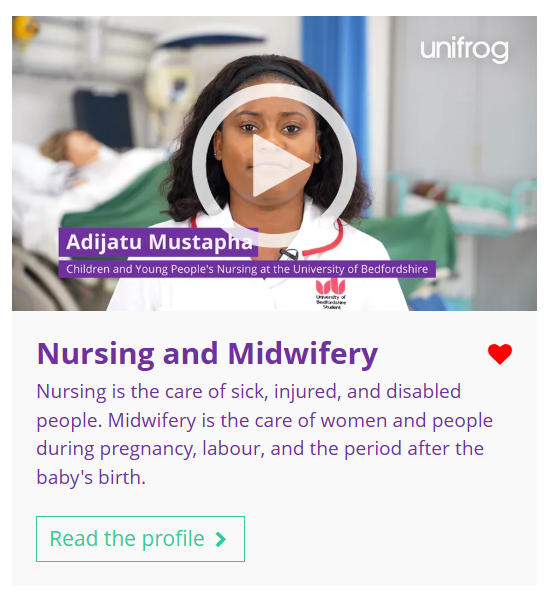 unifrog
Adijatu Mustapha
Children and Young People's Nursing at the University of Bedfordshire
University of
Bedfordshire
Student
Nursing and Midwifery
Nursing is the care of sick, injured, and disabled
people. Midwifery is the care of women and people
during pregnancy, labour, and the period after the
baby's birth.
Read the profile